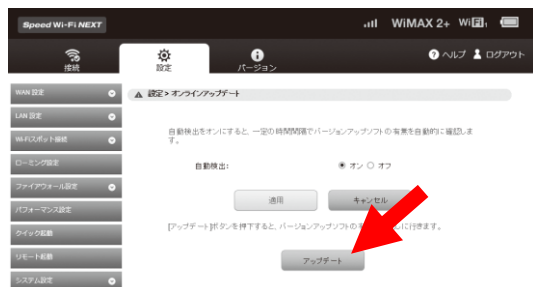 Speed Wi-Fi NEXT
WiMAX 2+ WiFi
接続
設定
バージョン
ヘルプ
ログアウト
WAN 設定
LAN 設定
Wi-Fiスポット接続
ローミング設定
ファイアウォール設定
パフォーマンス設定
クイック起動
リモート起動
システム設定
設定 > オンラインアップデート
自動検出をオンにすると、一定の時間間隔でバージョンアップソフトの有無を自動的に確認しま
す。
自動検出:
オン オフ
適用
キャンセル
[アップデート]ボタンを押下すると、バージョンアップソフトの
に行きます。
アップデート